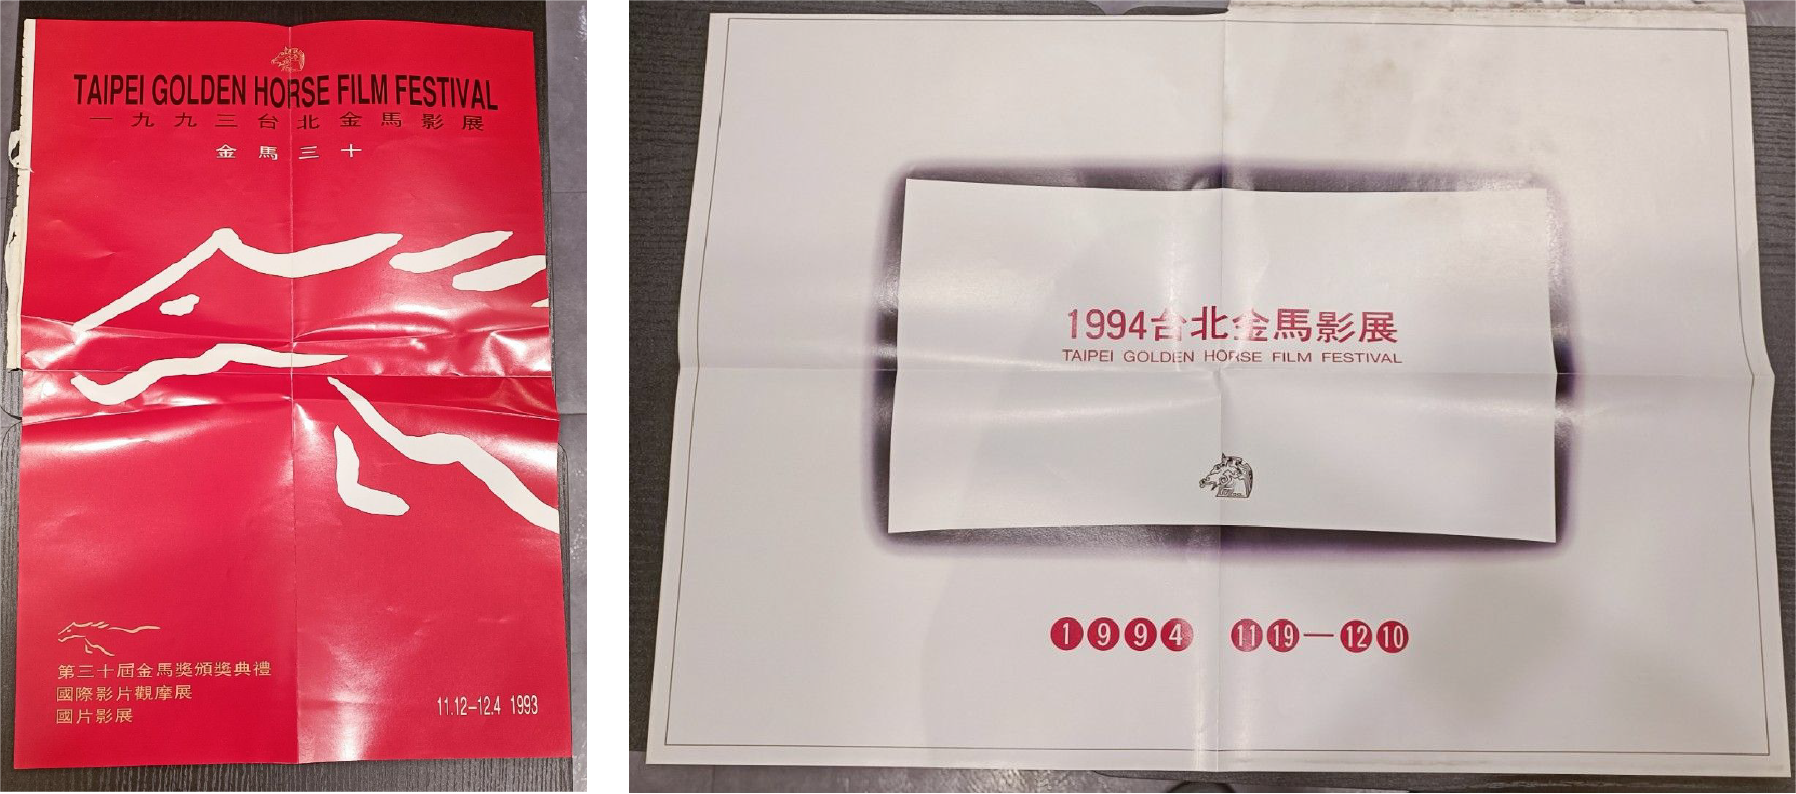 TAIPEI GOLDEN HORSE FILM FESTIVAL
一九九三台北金馬影展
金馬三十
第三十屆金馬獎頒獎典禮
國際影片觀摩展
國片影展
11.12-12.4 1993
1994台北金馬影展
TAIPEI GOLDEN HORSE FILM FESTIVAL
1994 11 19 — 12 10